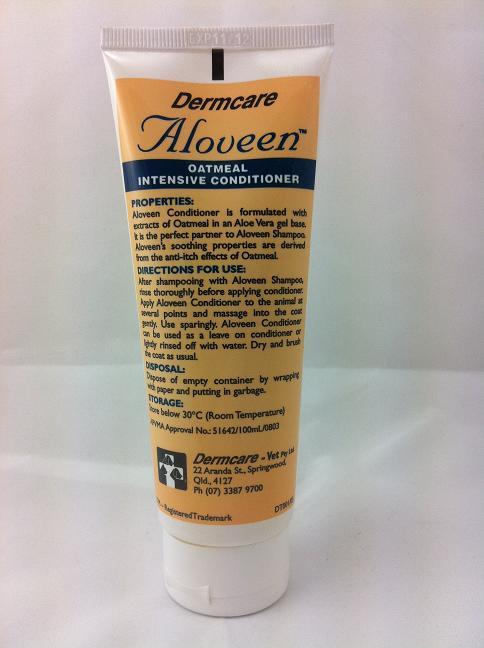 EXP11/12
Dermcare
Aloveen™
OATMEAL
INTENSIVE CONDITIONER
PROPERTIES:
Aloveen Conditioner is formulated with
extracts of Oatmeal in an Aloe Vera gel base.
It is the perfect partner to Aloveen Shampoo.
Aloveen's soothing properties are derived
from the anti-itch effects of Oatmeal.
DIRECTIONS FOR USE:
After shampooing with Aloveen Shampoo,
rinse thoroughly before applying conditioner.
Apply Aloveen Conditioner to the animal at
several points and massage into the coat
gently. Use sparingly. Aloveen Conditioner
can be used as a leave on conditioner or
lightly rinsed off with water. Dry and brush
the coat as usual.
DISPOSAL:
Dispose of empty container by wrapping
with paper and putting in garbage.
STORAGE:
Store below 30°C (Room Temperature)
APVMA Approval No.: 51642/100mL/0803
Dermcare - Vet Pty Ltd
22 Aranda St., Springwood,
Qld., 4127
Ph (07) 3387 9700
- Registered Trademark